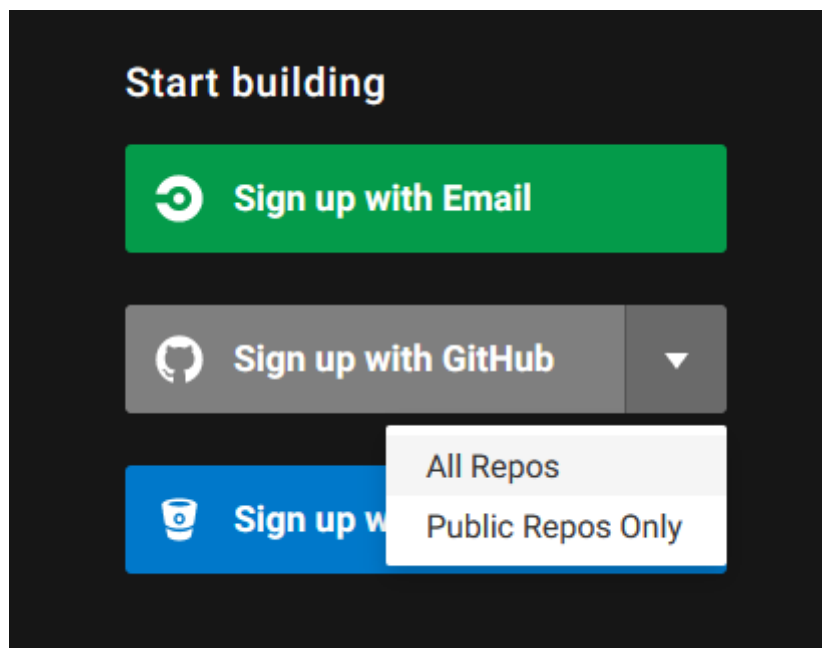 Start building
Sign up with Email
Sign up with GitHub
All Repos
Sign up
Public Repos Only